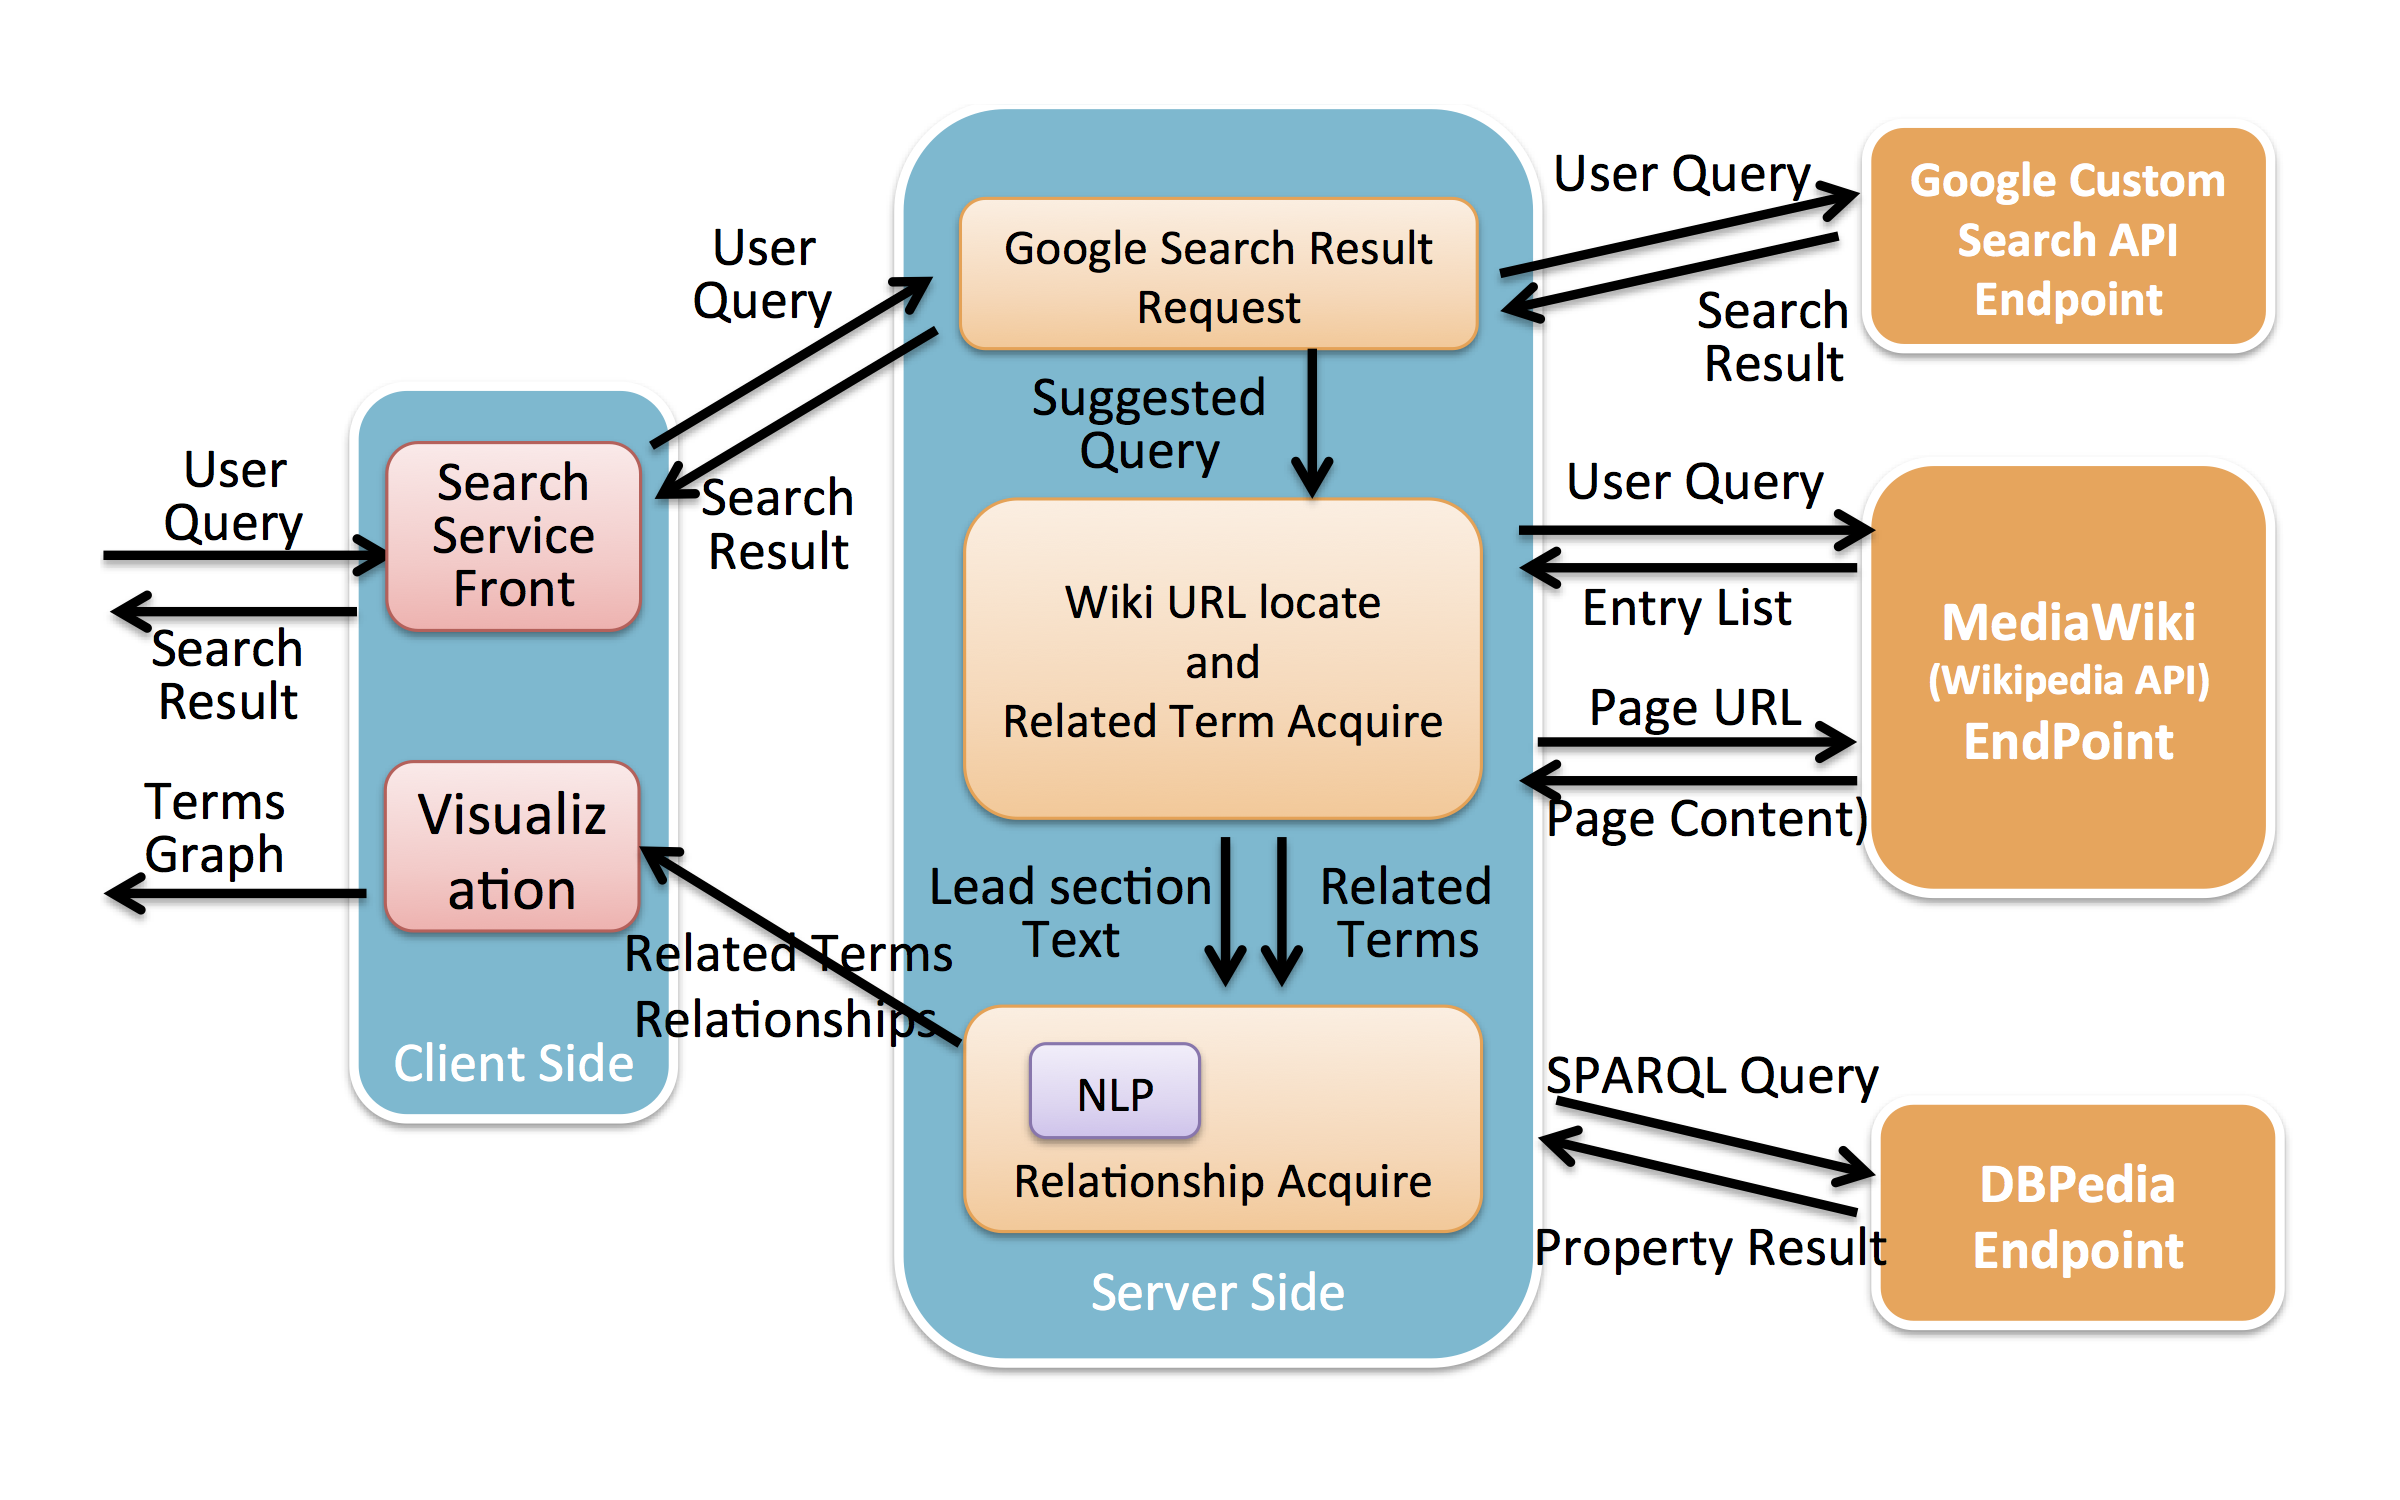 User
Query
Search
Result
Terms
Graph
Search
Service
Front
Visualiz
ation
Client Side
User
Query
Search
Result
Related Terms
Relationships
Google Search Result
Request
Suggested
Query
Wiki URL locate
and
Related Term Acquire
Lead section
Text
Related
Terms
NLP
Relationship Acquire
Server Side
User Query
Search
Result
User Query
Entry List
Page URL
Page Content)
SPARQL Query
Property Result
Google Custom
Search API
Endpoint
MediaWiki
(Wikipedia API)
EndPoint
DBPedia
Endpoint